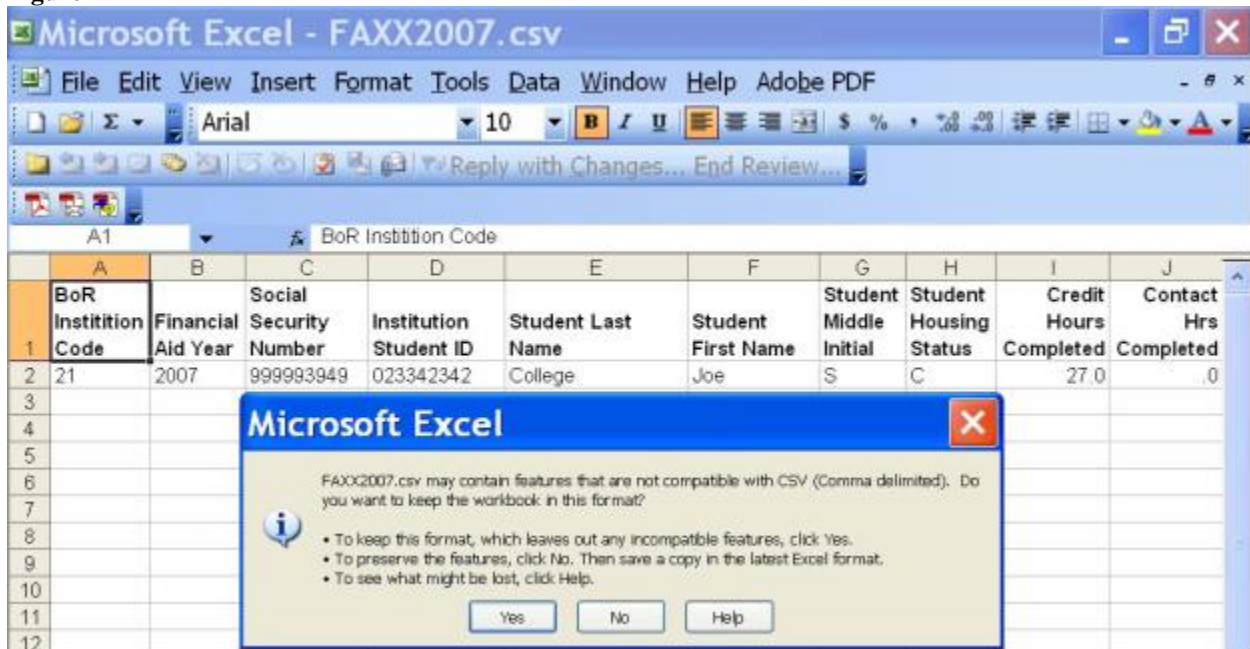 Microsoft Excel - FAXX2007.csv
File Edit View Insert Format Tools Data Window Help Adobe PDF
Arial 10 B I U $ % ,
Reply with Changes... End Review...
A1 fx BoR Institition Code
A B C D E F G H I J
BoR Social Student Student Credit Contact
Institition Financial Security Institution Student Last Student Middle Housing Hours Hrs
1 Code Aid Year Number Student ID Name First Name Initial Status Completed Completed
2 21 2007 999993949 023342342 College Joe S C 27.0 .0
3
4
5
6
7
8
9
10
11
12
Microsoft Excel
FAXX2007.csv may contain features that are not compatible with CSV (Comma delimited). Do
you want to keep the workbook in this format?
• To keep this format, which leaves out any incompatible features, click Yes.
• To preserve the features, click No. Then save a copy in the latest Excel format.
• To see what might be lost, click Help.
Yes No Help